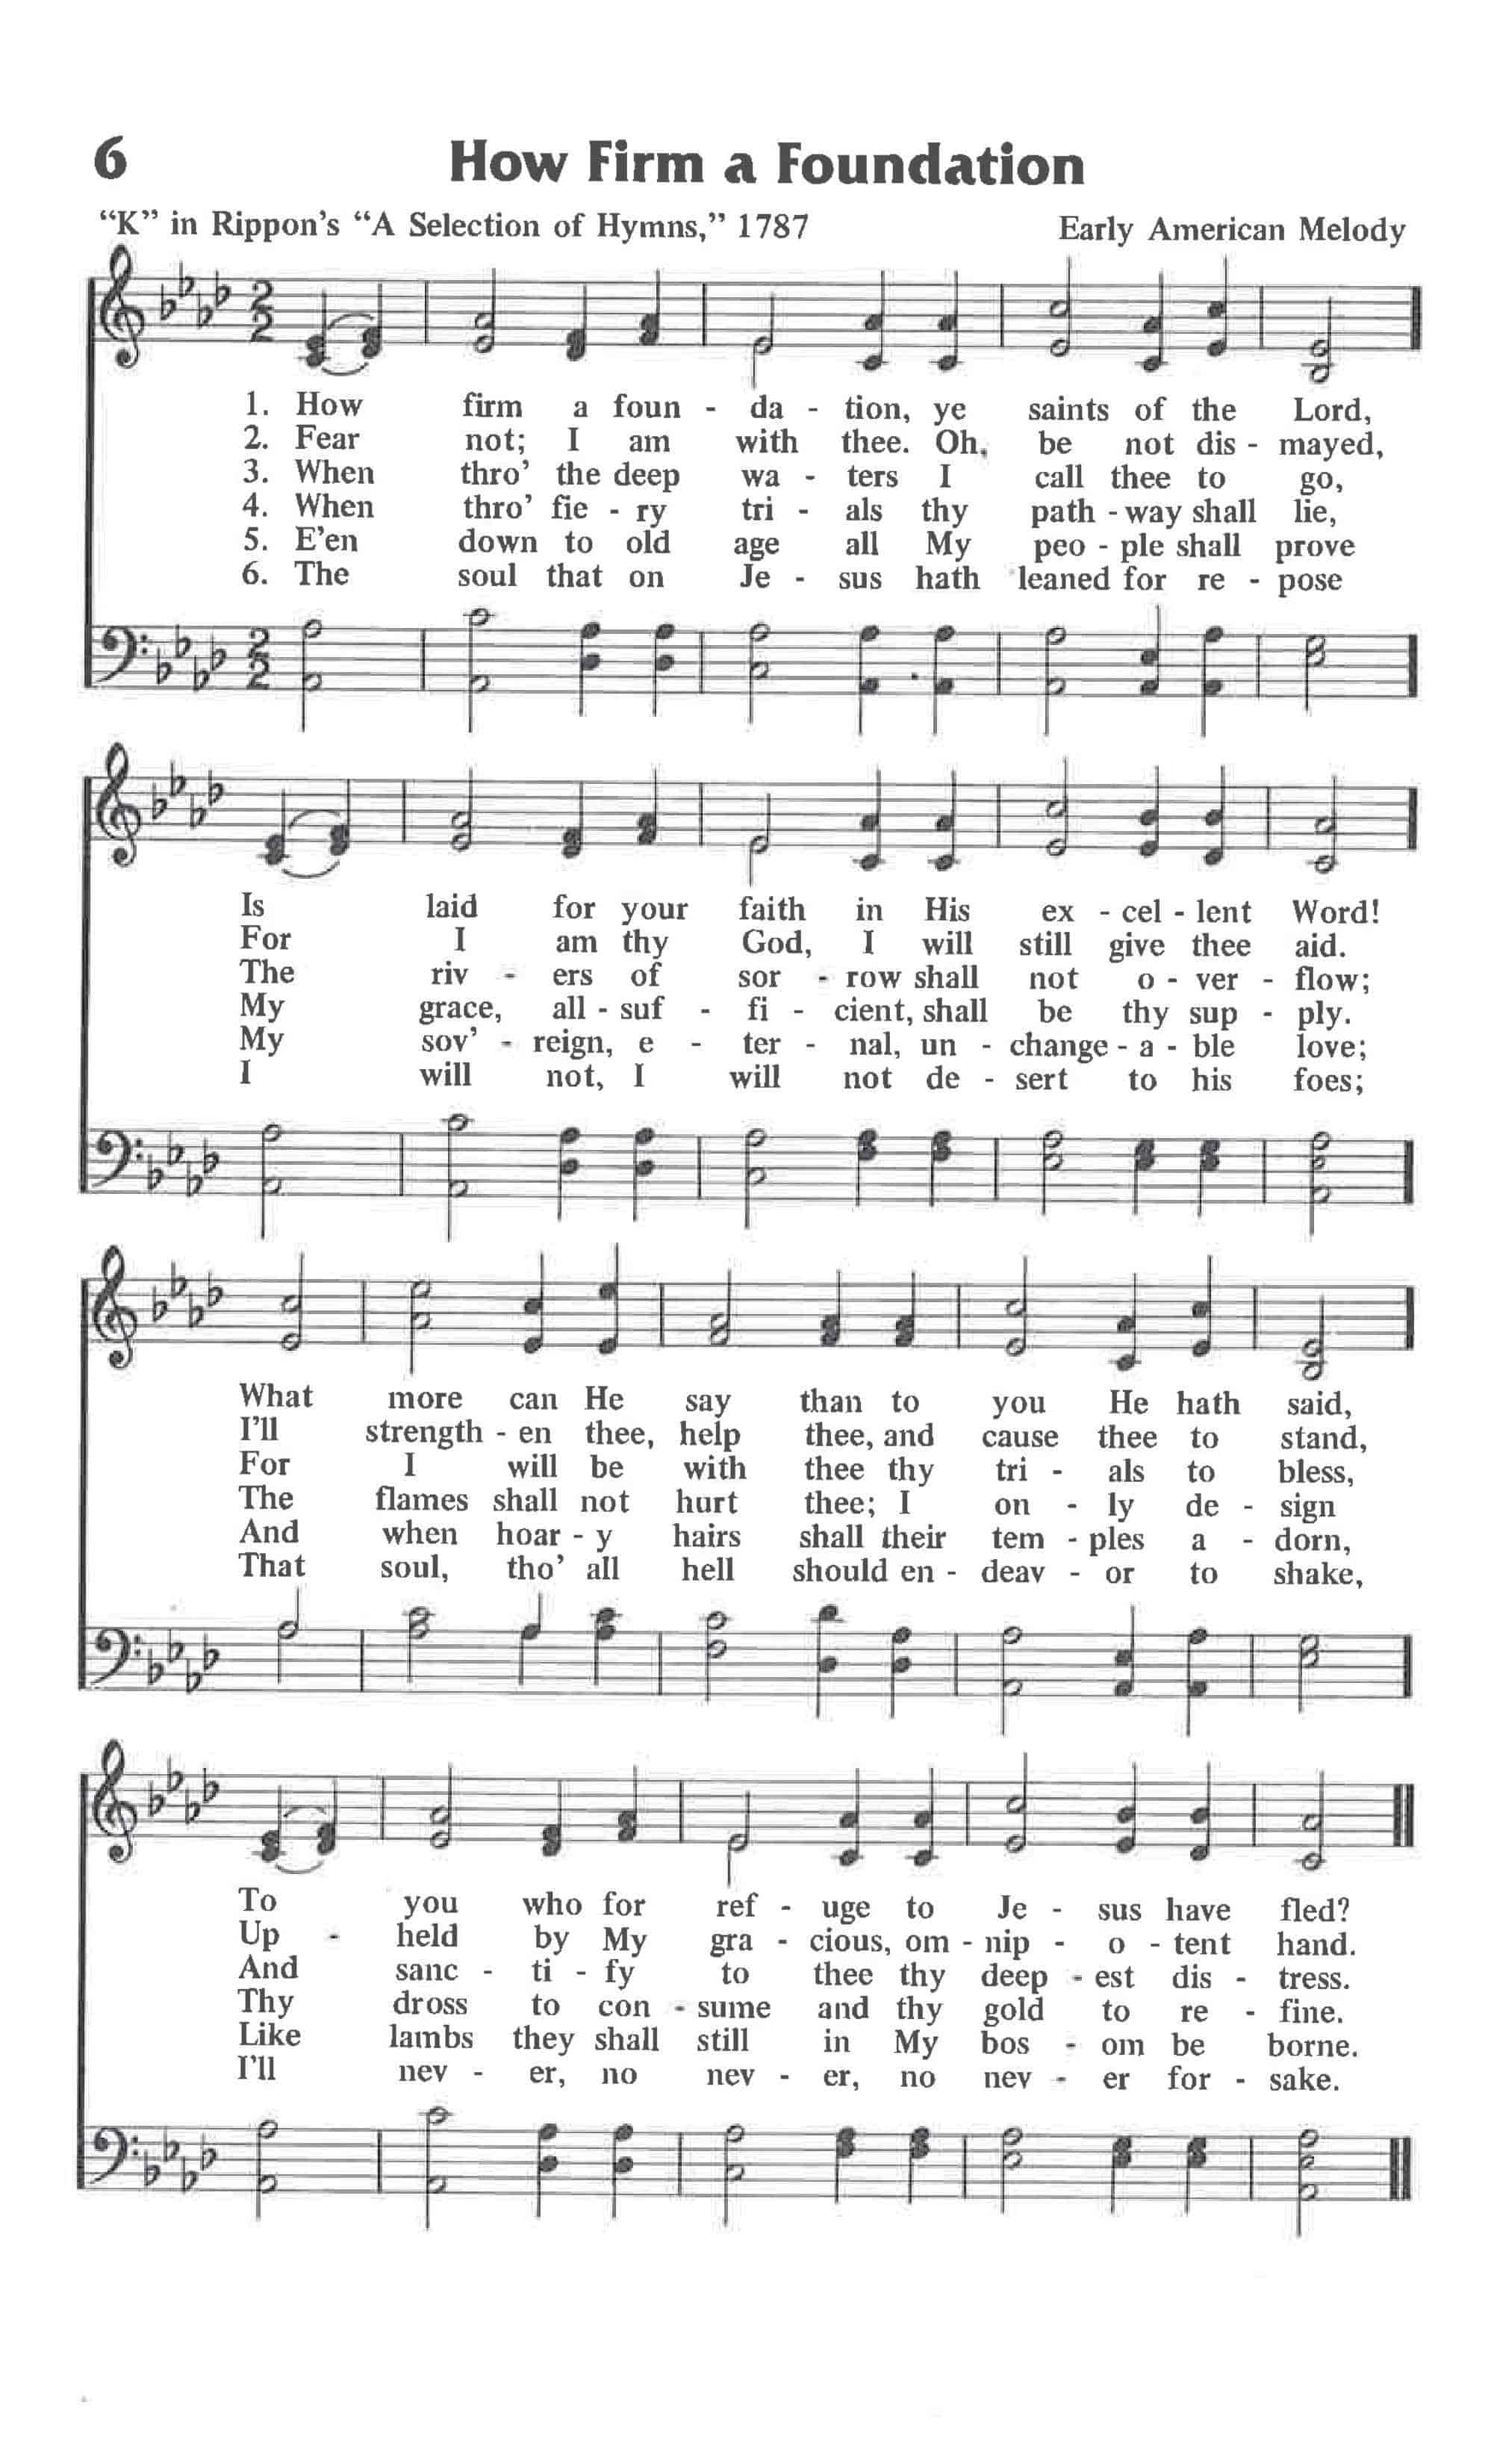 6 How Firm a Foundation
“K” in Rippon’s “A Selection of Hymns,” 1787 Early American Melody
1. How firm a foun - da - tion, ye saints of the Lord,
2. Fear not; I am with thee. Oh, be not dis - mayed,
3. When thro’ the deep wa - ters I call thee to go,
4. When thro’ fie - ry tri - als thy path - way shall lie,
5. E’en down to old age all My peo - ple shall prove
6. The soul that on Je - sus hath leaned for re - pose
Is laid for your faith in His ex - cel - lent Word!
For I am thy God, I will still give thee aid.
The riv - ers of sor - row shall not o - ver - flow;
My grace, all - suf - fi - cient, shall be thy sup - ply.
My sov’ - reign, e - ter - nal, un - change - a - ble love;
I will not, I will not de - sert to his foes;
What more can He say than to you He hath said,
I’ll strength - en thee, help thee, and cause thee to stand,
For I will be with thee thy tri - als to bless,
The flames shall not hurt thee; I on - ly de - sign
And when hoar - y hairs shall their tem - ples a - dorn,
That soul, tho’ all hell should en - deav - or to shake,
To you who for ref - uge to Je - sus have fled?
Up - held by My gra - cious, om - nip - o - tent hand.
And sanc - ti - fy to thee thy deep - est dis - tress.
Thy dross to con - sume and thy gold to re - fine.
Like lambs they shall still in My bos - om be borne.
I’ll nev - er, no nev - er, no nev - er for - sake.